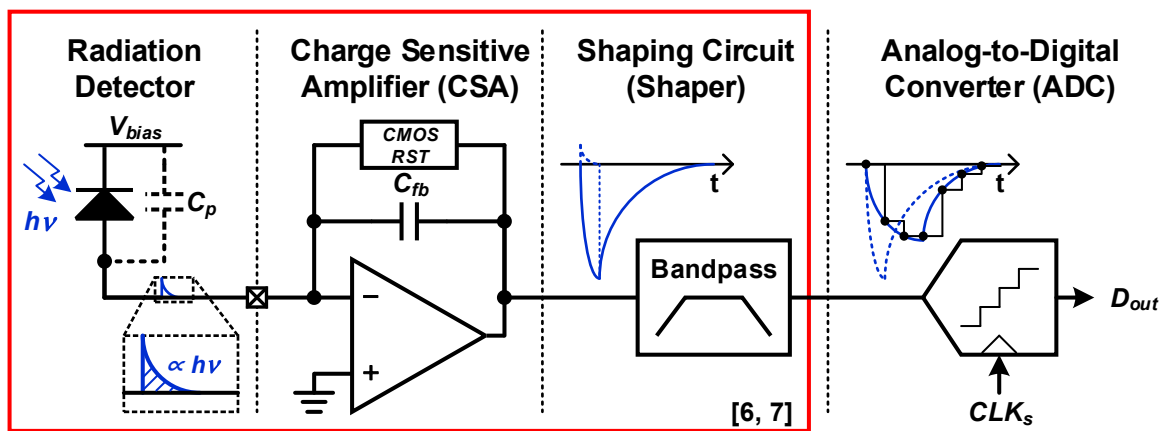 Radiation
Detector
V_bias
C_p
hν
∝ hν
Charge Sensitive
Amplifier (CSA)
CMOS
RST
C_fb
−
+
Shaping Circuit
(Shaper)
t
Bandpass
[6, 7]
Analog-to-Digital
Converter (ADC)
t
D_out
CLK_s